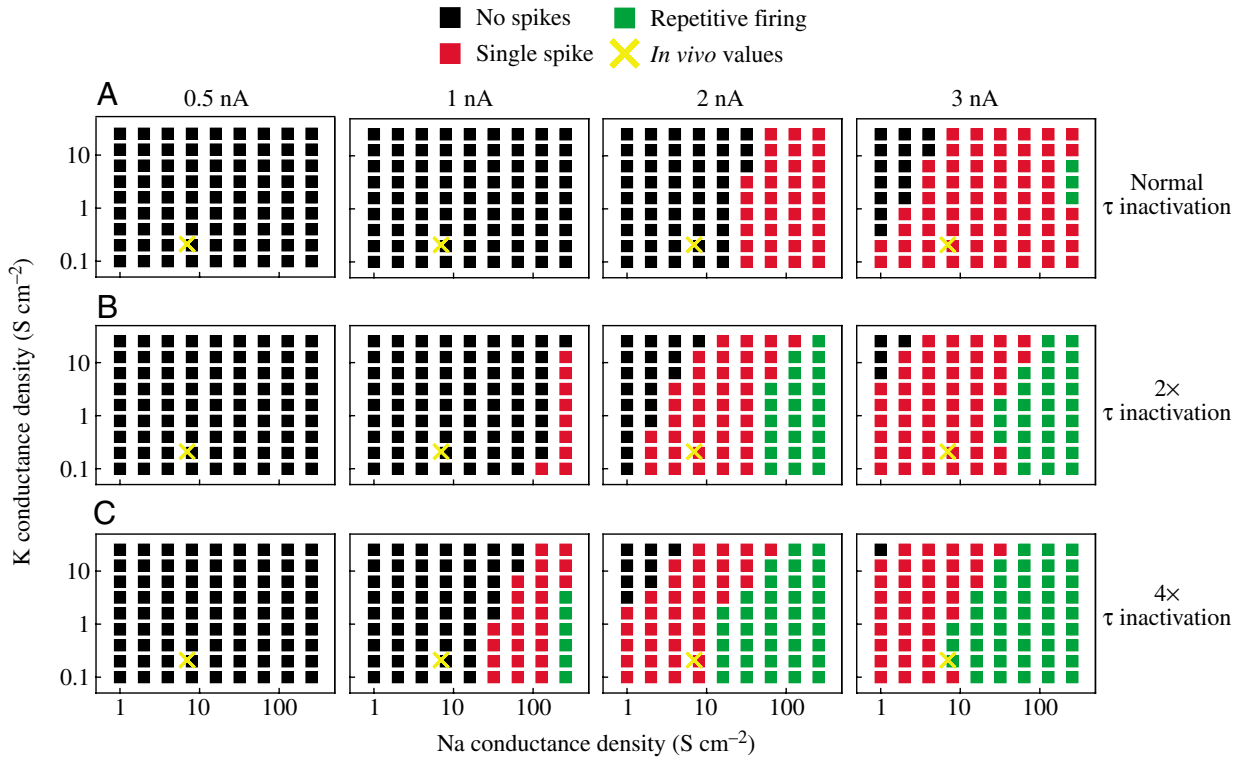 No spikes
Repetitive firing
Single spike
In vivo values
A
0.5 nA
1 nA
2 nA
3 nA
10
1
0.1
Normal
τ inactivation
B
10
1
0.1
2×
τ inactivation
C
10
1
0.1
4×
τ inactivation
1 10 100
1 10 100
1 10 100
1 10 100
K conductance density (S cm⁻²)
Na conductance density (S cm⁻²)